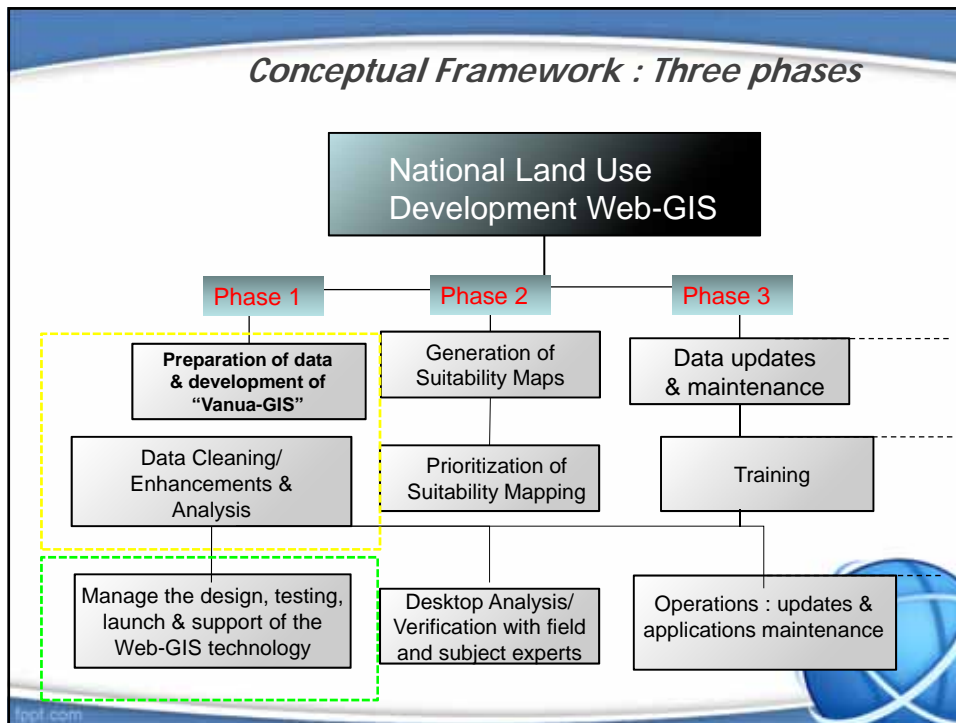 Conceptual Framework : Three phases
National Land Use
Development Web-GIS
Phase 1
Phase 2
Phase 3
Preparation of data
& development of
“Vanua-GIS”
Generation of
Suitability Maps
Data updates
& maintenance
Data Cleaning/
Enhancements &
Analysis
Prioritization of
Suitability Mapping
Training
Manage the design, testing,
launch & support of the
Web-GIS technology
Desktop Analysis/
Verification with field
and subject experts
Operations : updates &
applications maintenance
fppt.com